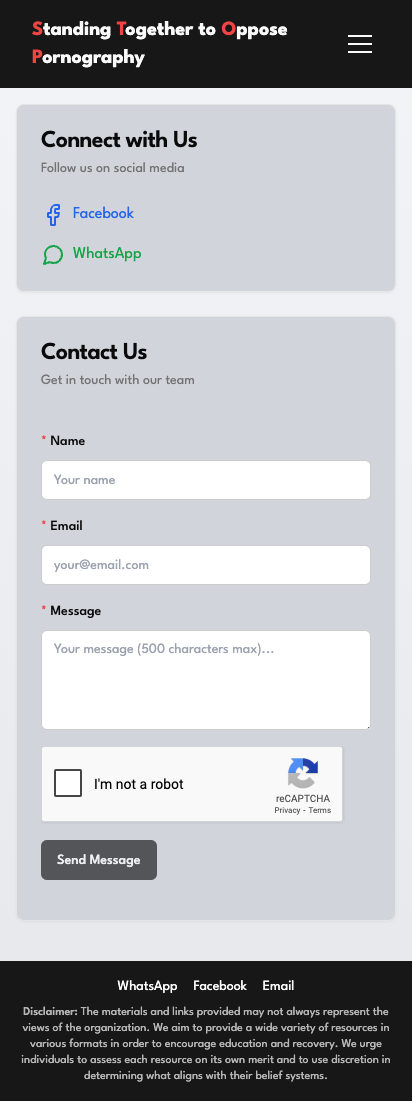 Standing Together to Oppose
Pornography
Connect with Us
Follow us on social media
Facebook
WhatsApp
Contact Us
Get in touch with our team
* Name
Your name
* Email
your@email.com
* Message
Your message (500 characters max)...
I'm not a robot
reCAPTCHA
Privacy - Terms
Send Message
WhatsApp Facebook Email
Disclaimer: The materials and links provided may not always represent the
views of the organization. We aim to provide a wide variety of resources in
various formats in order to encourage education and recovery. We urge
individuals to assess each resource on its own merit and to use discretion in
determining what aligns with their belief systems.